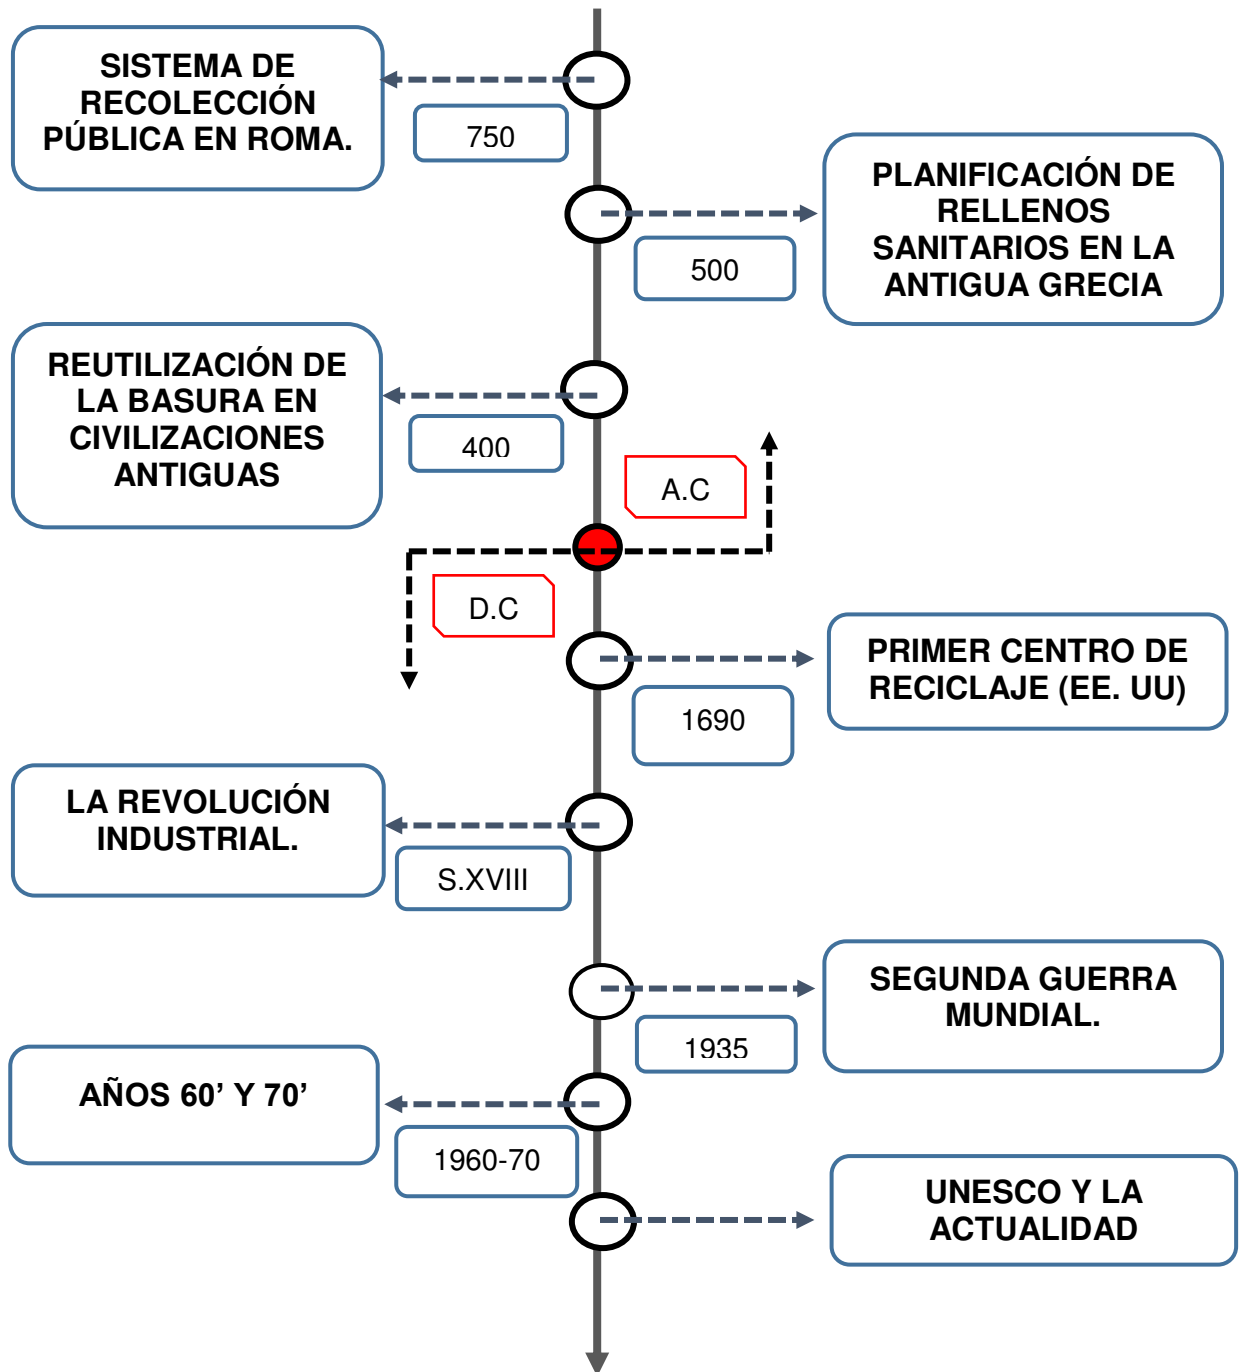 SISTEMA DE
RECOLECCIÓN
PÚBLICA EN ROMA.
750
PLANIFICACIÓN DE
RELLENOS
SANITARIOS EN LA
ANTIGUA GRECIA
500
REUTILIZACIÓN DE
LA BASURA EN
CIVILIZACIONES
ANTIGUAS
400
A.C
D.C
PRIMER CENTRO DE
RECICLAJE (EE. UU)
1690
LA REVOLUCIÓN
INDUSTRIAL.
S.XVIII
SEGUNDA GUERRA
MUNDIAL.
1935
AÑOS 60’ Y 70’
1960-70
UNESCO Y LA
ACTUALIDAD